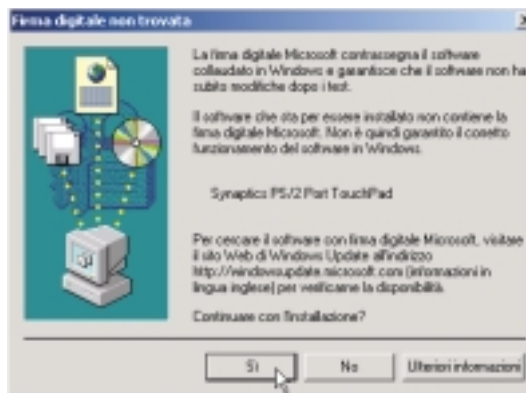 Firma digitale non trovata
La firma digitale Microsoft contrassegna il software
collaudato in Windows e garantisce che il software non ha
subito modifiche dopo i test.
Il software che sta per essere installato non contiene la
firma digitale Microsoft. Non è quindi garantito il corretto
funzionamento del software in Windows.
Synaptics PS/2 Port TouchPad
Per cercare il software con firma digitale Microsoft, visitare
il sito Web di Windows Update all'indirizzo
http://windowsupdate.microsoft.com (informazioni in
lingua inglese) per verificarne la disponibilità.
Continuare con l'installazione?
Sì No Ulteriori informazioni